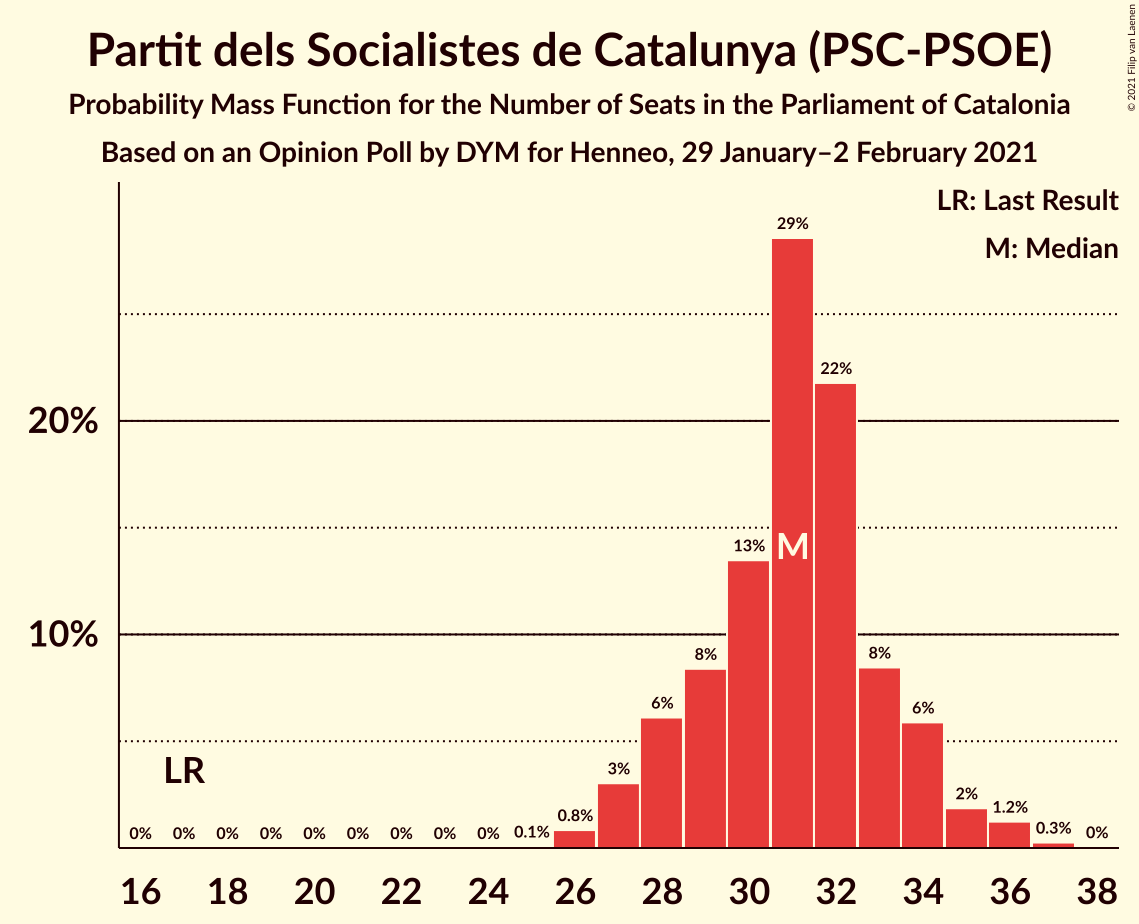 © 2021 Filip van Laenen
Partit dels Socialistes de Catalunya (PSC-PSOE)
Probability Mass Function for the Number of Seats in the Parliament of Catalonia
Based on an Opinion Poll by DYM for Henneo, 29 January–2 February 2021
LR: Last Result
M: Median
29%
22%
20%
13%
M
10%
8%
8%
6%
6%
LR
3%
2%
0.8%
1.2%
0% 0% 0% 0% 0% 0% 0% 0% 0% 0.1% 0.3% 0%
16 18 20 22 24 26 28 30 32 34 36 38